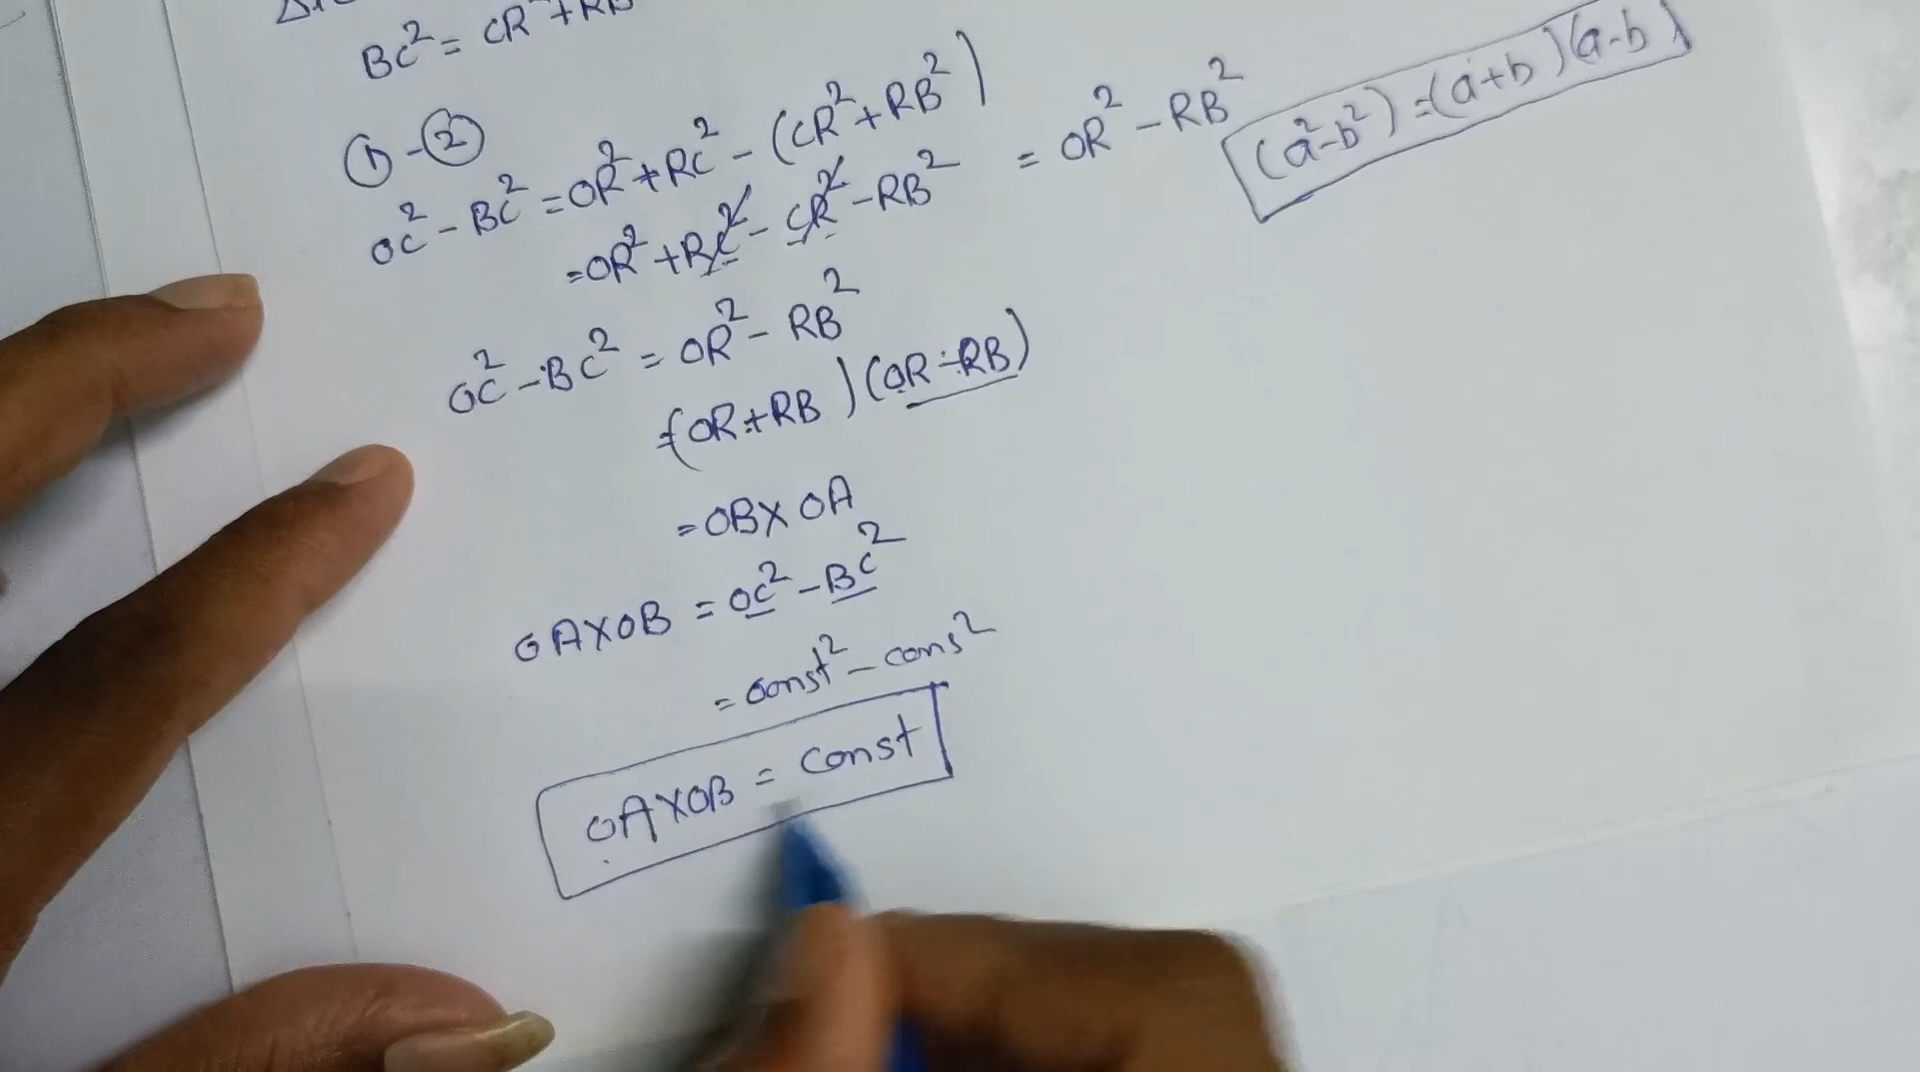 BC² = CR² + RB
① - ②
OC² - BC² = OR² + RC² - (CR² + RB²)
= OR² + RC² - CR² - RB² = OR² - RB²
(a² - b²) = (a+b)(a-b)
OC² - BC² = OR² - RB²
= (OR + RB)(OR - RB)
= OB × OA
OA × OB = OC² - BC²
= const² - cons²
OA × OB = const